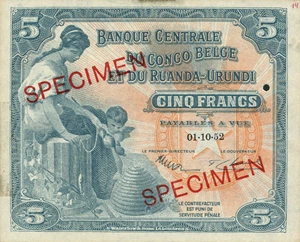 14
5
5
BANQUE CENTRALE
DU CONGO BELGE
ET DU RUANDA-URUNDI
SPECIMEN
CINQ FRANCS
PAYABLES A VUE
01-10-52
LE PREMIER-DIRECTEUR
LE GOUVERNEUR
SPECIMEN
5
LE CONTREFACTEUR
EST PUNI DE
SERVITUDE PÉNALE
5